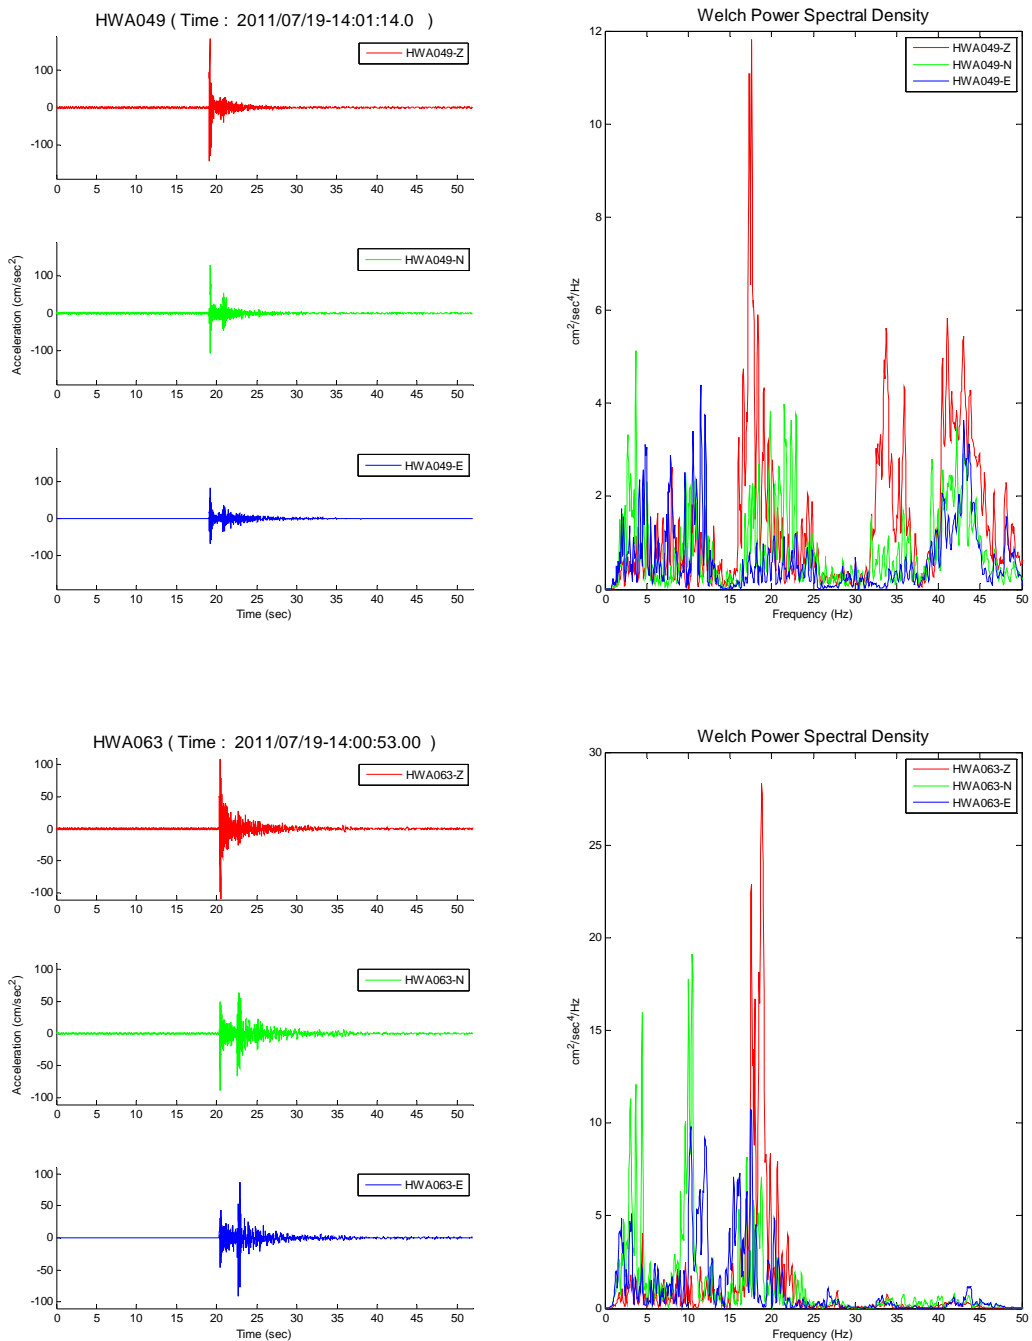 HWA049 ( Time :  2011/07/19-14:01:14.0   )
HWA049-Z
100
0
-100
0 5 10 15 20 25 30 35 40 45 50
HWA049-N
Acceleration (cm/sec²)
100
0
-100
0 5 10 15 20 25 30 35 40 45 50
HWA049-E
100
0
-100
0 5 10 15 20 25 30 35 40 45 50
Time (sec)
Welch Power Spectral Density
HWA049-Z
HWA049-N
HWA049-E
cm²/sec⁴/Hz
12
10
8
6
4
2
0
0 5 10 15 20 25 30 35 40 45 50
Frequency (Hz)
HWA063 ( Time :  2011/07/19-14:00:53.00   )
HWA063-Z
100
50
0
-50
-100
0 5 10 15 20 25 30 35 40 45 50
HWA063-N
Acceleration (cm/sec²)
100
50
0
-50
-100
0 5 10 15 20 25 30 35 40 45 50
HWA063-E
100
50
0
-50
-100
0 5 10 15 20 25 30 35 40 45 50
Time (sec)
Welch Power Spectral Density
HWA063-Z
HWA063-N
HWA063-E
cm²/sec⁴/Hz
30
25
20
15
10
5
0
0 5 10 15 20 25 30 35 40 45 50
Frequency (Hz)